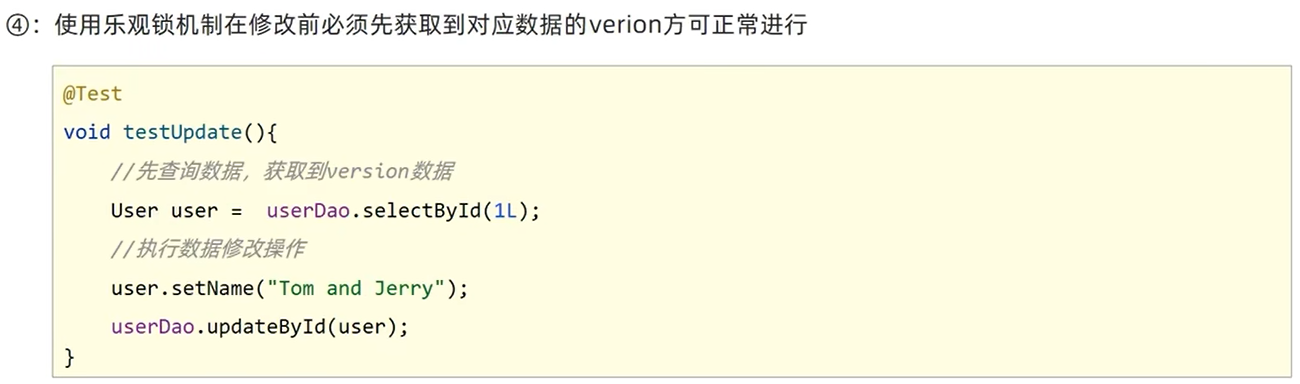 ④：使用乐观锁机制在修改前必须先获取到对应数据的verion方可正常进行
@Test
void testUpdate(){
//先查询数据，获取到version数据
User user =  userDao.selectById(1L);
//执行数据修改操作
user.setName("Tom and Jerry");
userDao.updateById(user);
}